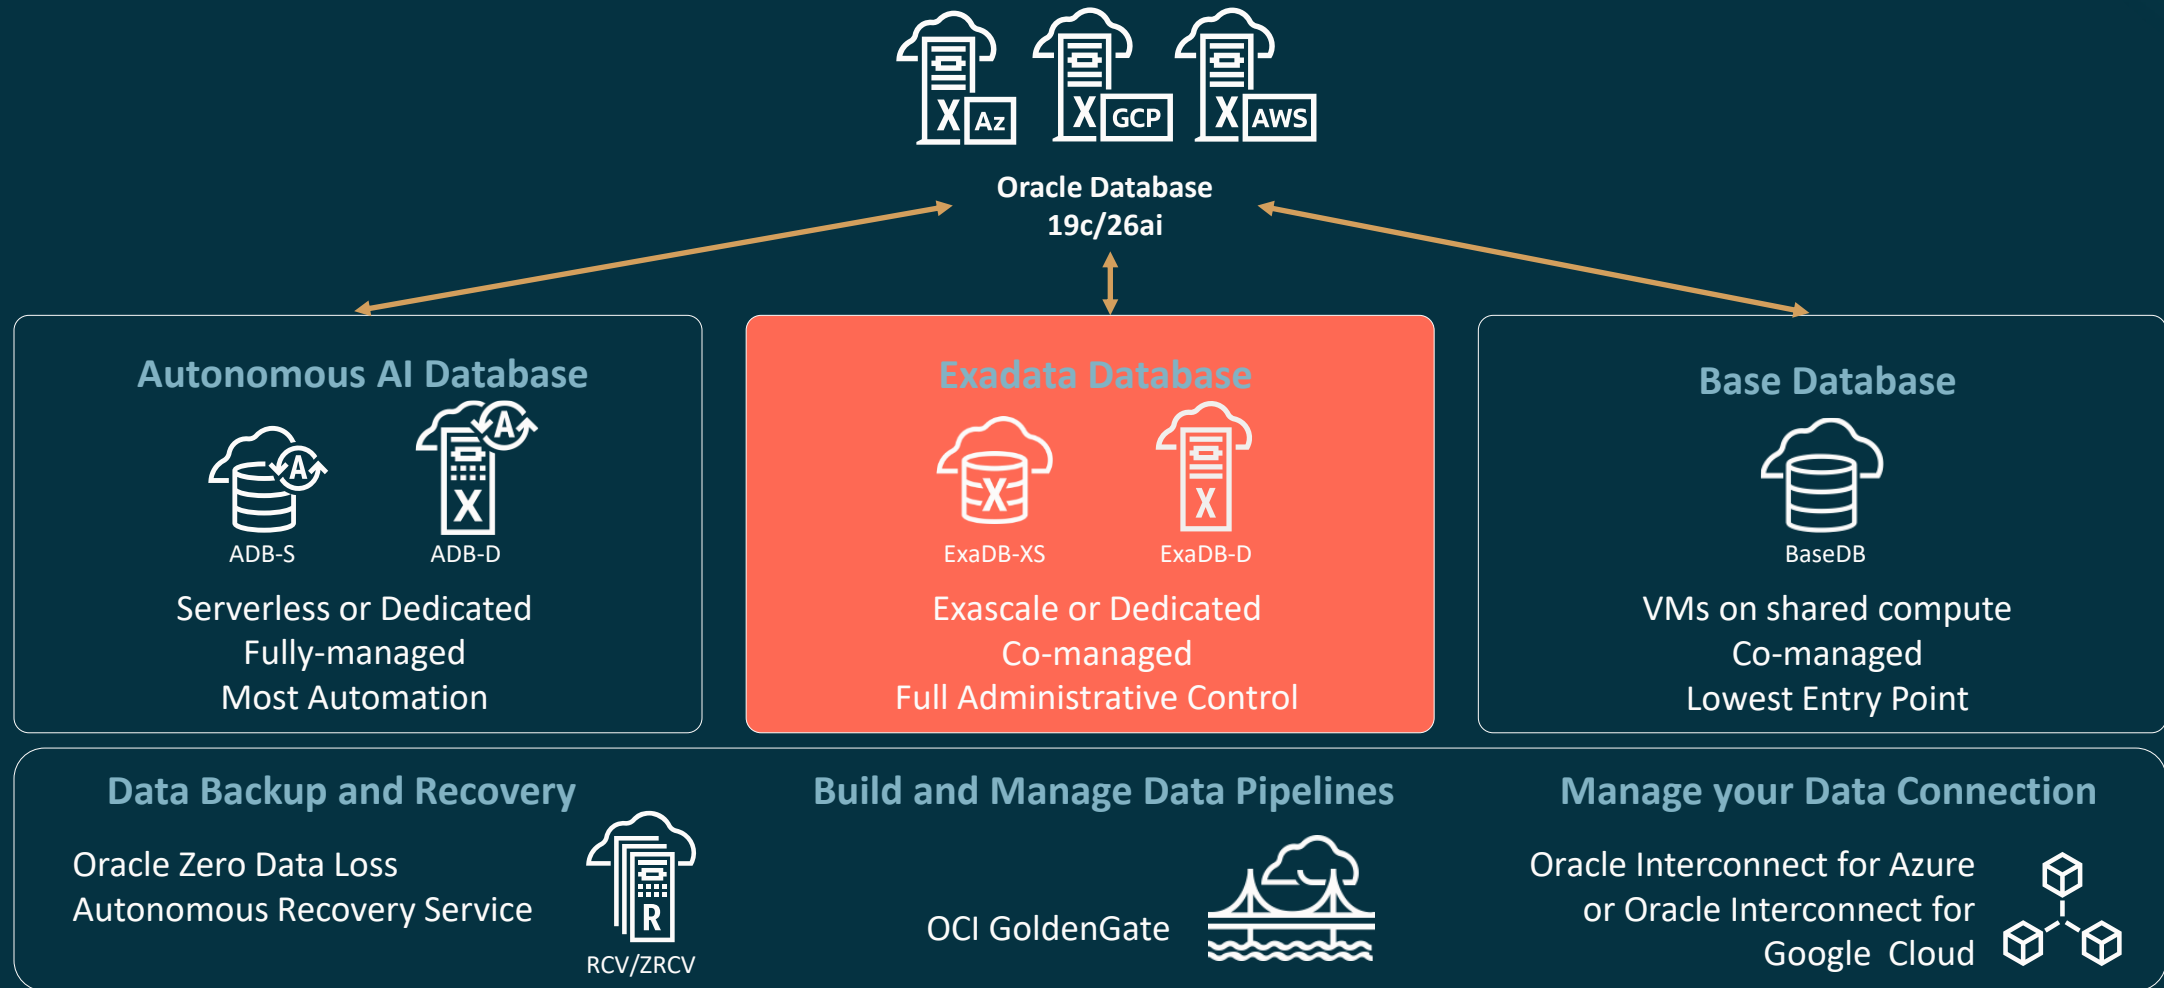 X Az
X GCP
X AWS
Oracle Database
19c/26ai
Autonomous AI Database
A
A
X
ADB-S
ADB-D
Serverless or Dedicated
Fully-managed
Most Automation
Exadata Database
X
X
ExaDB-XS
ExaDB-D
Exascale or Dedicated
Co-managed
Full Administrative Control
Base Database
BaseDB
VMs on shared compute
Co-managed
Lowest Entry Point
Data Backup and Recovery
Oracle Zero Data Loss
Autonomous Recovery Service
R
RCV/ZRCV
Build and Manage Data Pipelines
OCI GoldenGate
Manage your Data Connection
Oracle Interconnect for Azure
or Oracle Interconnect for
Google Cloud